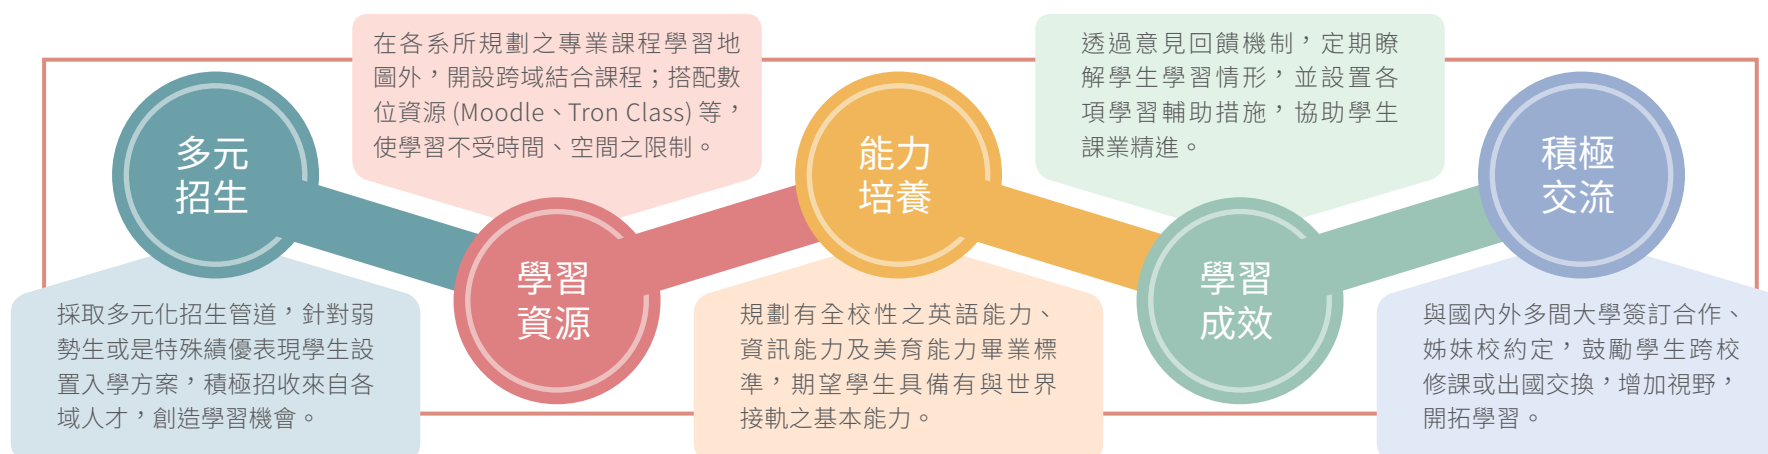 多元
招生
採取多元化招生管道，針對弱
勢生或是特殊績優表現學生設
置入學方案，積極招收來自各
域人才，創造學習機會。
在各系所規劃之專業課程學習地
圖外，開設跨域結合課程；搭配數
位資源 (Moodle、Tron Class) 等，
使學習不受時間、空間之限制。
學習
資源
能力
培養
規劃有全校性之英語能力、
資訊能力及美育能力畢業標
準，期望學生具備有與世界
接軌之基本能力。
透過意見回饋機制，定期瞭
解學生學習情形，並設置各
項學習輔助措施，協助學生
課業精進。
學習
成效
積極
交流
與國內外多間大學簽訂合作、
姊妹校約定，鼓勵學生跨校
修課或出國交換，增加視野，
開拓學習。